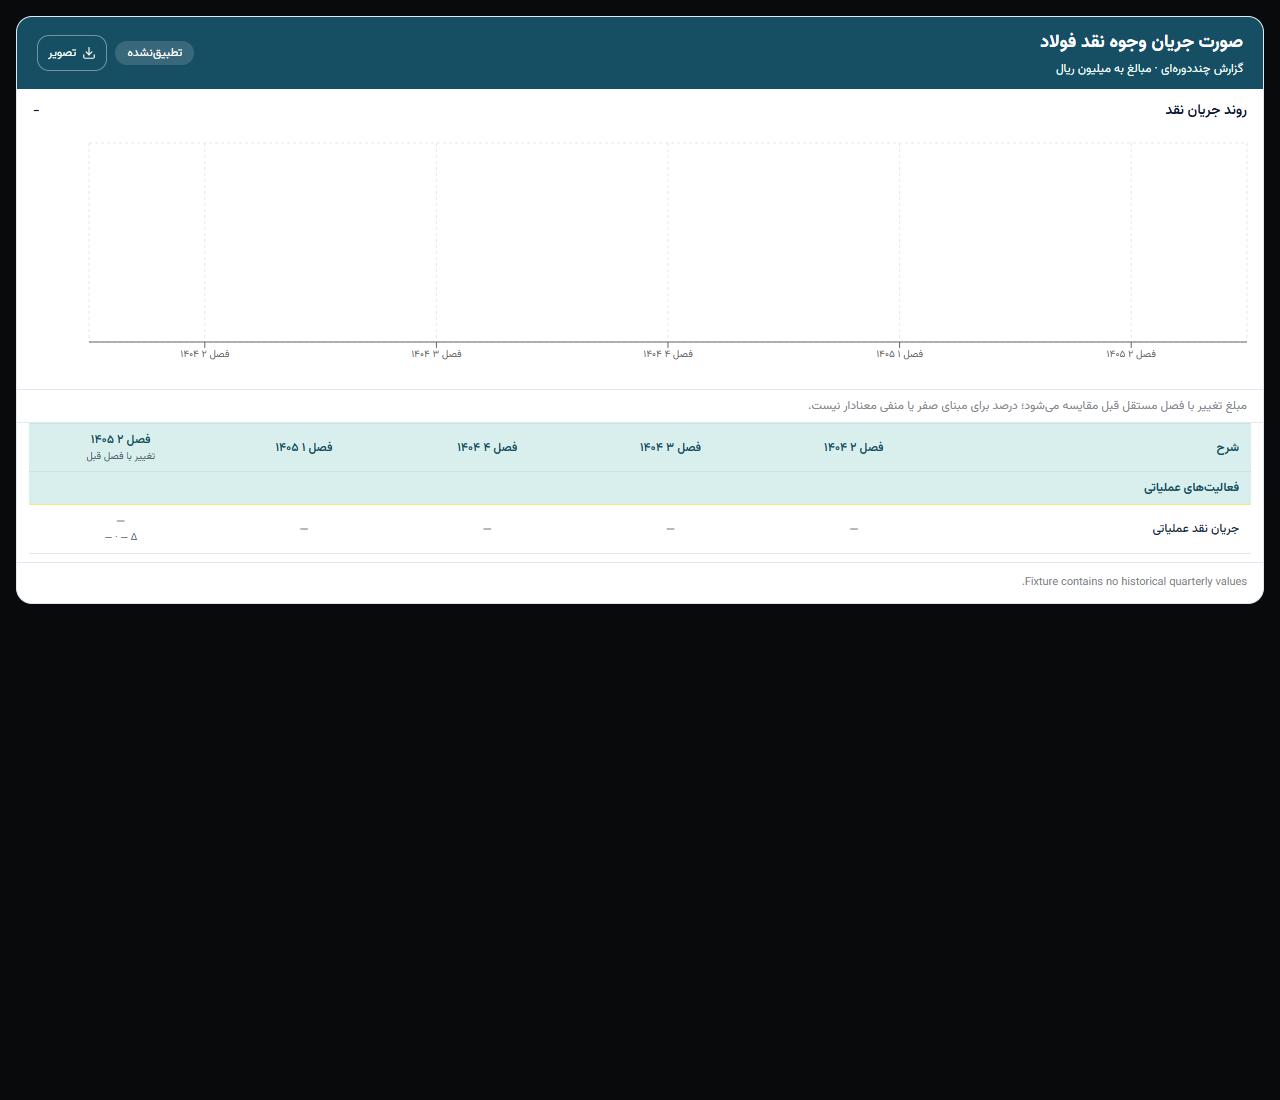 صورت جریان وجوه نقد فولاد
گزارش چنددوره‌ای · مبالغ به میلیون ریال
تطبیق‌نشده
تصویر
روند جریان نقد
–
فصل ۲ ۱۴۰۵
فصل ۱ ۱۴۰۵
فصل ۴ ۱۴۰۴
فصل ۳ ۱۴۰۴
فصل ۲ ۱۴۰۴
مبلغ تغییر با فصل مستقل قبل مقایسه می‌شود؛ درصد برای مبنای صفر یا منفی معنادار نیست.
شرح
فصل ۲ ۱۴۰۴
فصل ۳ ۱۴۰۴
فصل ۴ ۱۴۰۴
فصل ۱ ۱۴۰۵
فصل ۲ ۱۴۰۵
تغییر با فصل قبل
فعالیت‌های عملیاتی
جریان نقد عملیاتی
—
—
—
—
—
Δ — · —
Fixture contains no historical quarterly values.